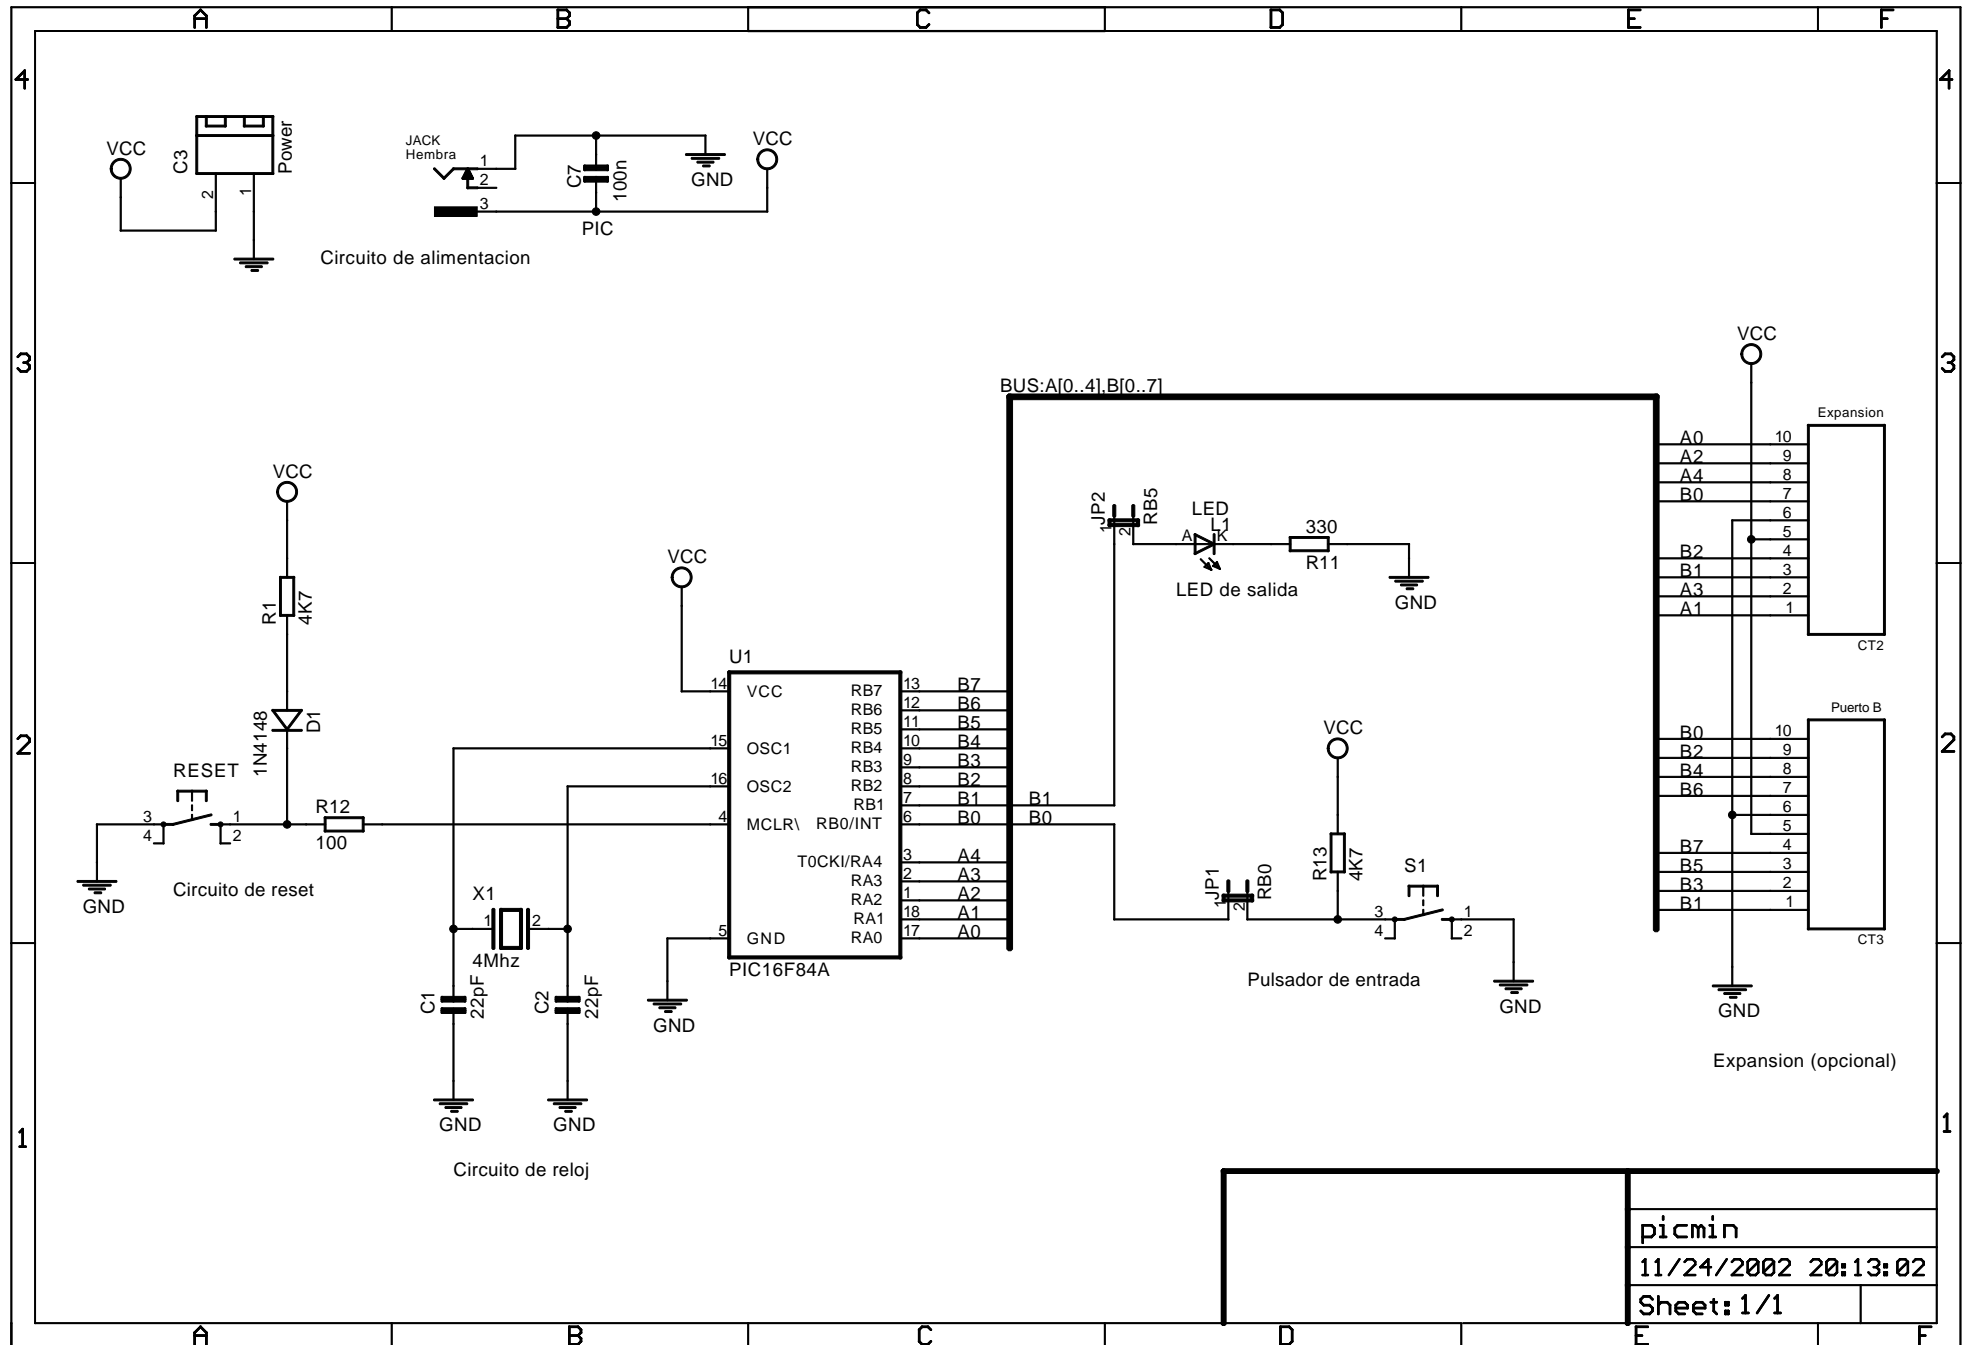 A B C D E F
4 4
VCC
C3
Power
2 1
JACK
Hembra
1
2
3
C7
100n
PIC
GND
VCC
Circuito de alimentacion
3 3
VCC
R1
4K7
1N4148
D1
RESET
3 1
4 2
R12
100
GND
Circuito de reset
VCC
U1
14 VCC
15 OSC1
16 OSC2
4 MCLR\
5 GND
RB7 13 B7
RB6 12 B6
RB5 11 B5
RB4 10 B4
RB3 9 B3
RB2 8 B2
RB1 7 B1
RB0/INT 6 B0
T0CKI/RA4 3 A4
RA3 2 A3
RA2 1 A2
RA1 18 A1
RA0 17 A0
PIC16F84A
GND
X1
1 2
4Mhz
C1
22pF
C2
22pF
GND
GND
Circuito de reloj
BUS:A[0..4],B[0..7]
B1
B0
JP2
1 2
RB5
LED
L1
A K
330
R11
GND
LED de salida
VCC
R13
4K7
JP1
1 2
RB0
S1
3 1
4 2
GND
Pulsador de entrada
VCC
Expansion
A0 10
A2 9
A4 8
B0 7
6
5
B2 4
B1 3
A3 2
A1 1
CT2
Puerto B
B0 10
B2 9
B4 8
B6 7
6
5
B7 4
B5 3
B3 2
B1 1
CT3
GND
Expansion (opcional)
2 2
1 1
picmin
11/24/2002 20:13:02
Sheet: 1/1
A B C D E F